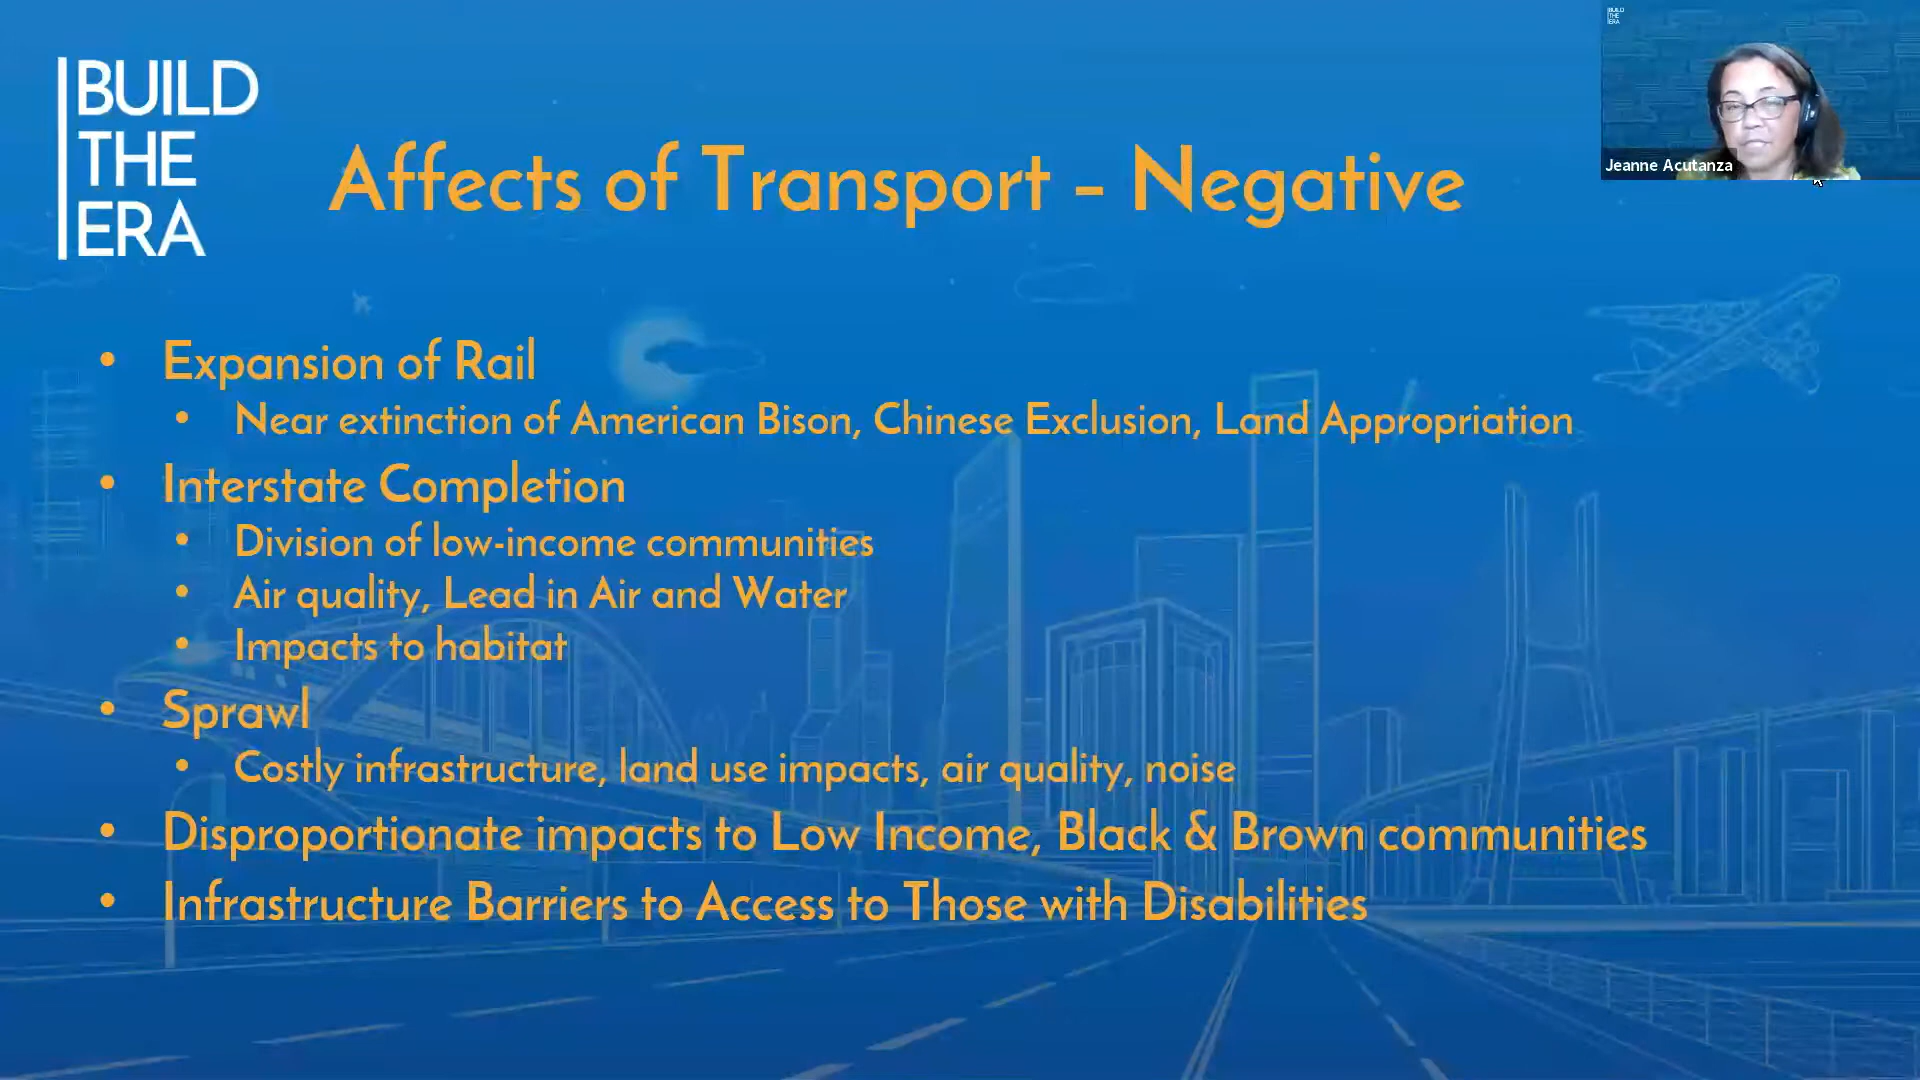 BUILD
THE
ERA
Affects of Transport – Negative
BUILD
THE
ERA
Jeanne Acutanza
• Expansion of Rail
• Near extinction of American Bison, Chinese Exclusion, Land Appropriation
• Interstate Completion
• Division of low-income communities
• Air quality, Lead in Air and Water
• Impacts to habitat
• Sprawl
• Costly infrastructure, land use impacts, air quality, noise
• Disproportionate impacts to Low Income, Black & Brown communities
• Infrastructure Barriers to Access to Those with Disabilities